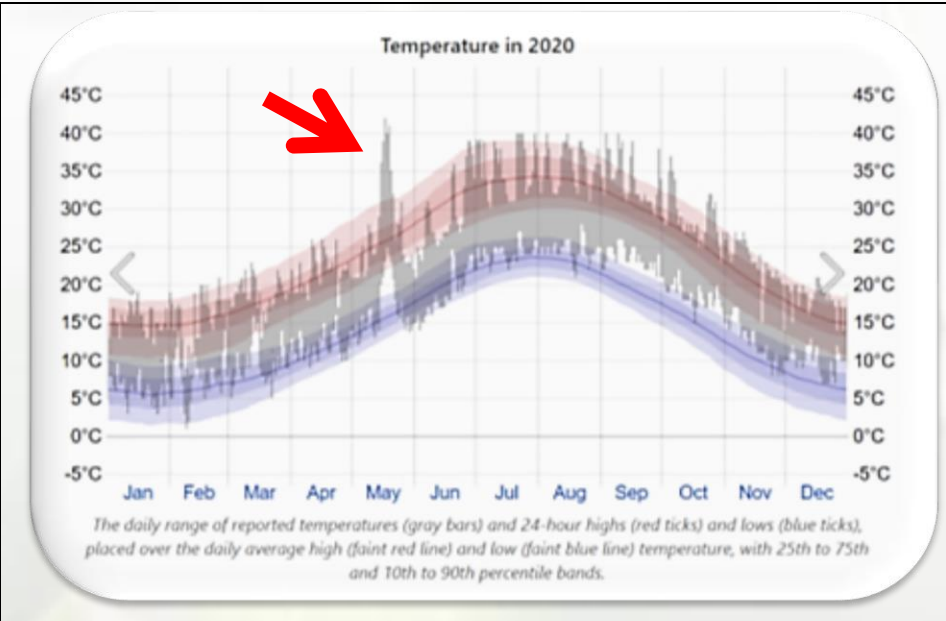 Temperature in 2020
45°C 45°C
40°C 40°C
35°C 35°C
30°C 30°C
25°C 25°C
20°C 20°C
15°C 15°C
10°C 10°C
5°C 5°C
0°C 0°C
-5°C -5°C
Jan Feb Mar Apr May Jun Jul Aug Sep Oct Nov Dec
The daily range of reported temperatures (gray bars) and 24-hour highs (red ticks) and lows (blue ticks),
placed over the daily average high (faint red line) and low (faint blue line) temperature, with 25th to 75th
and 10th to 90th percentile bands.